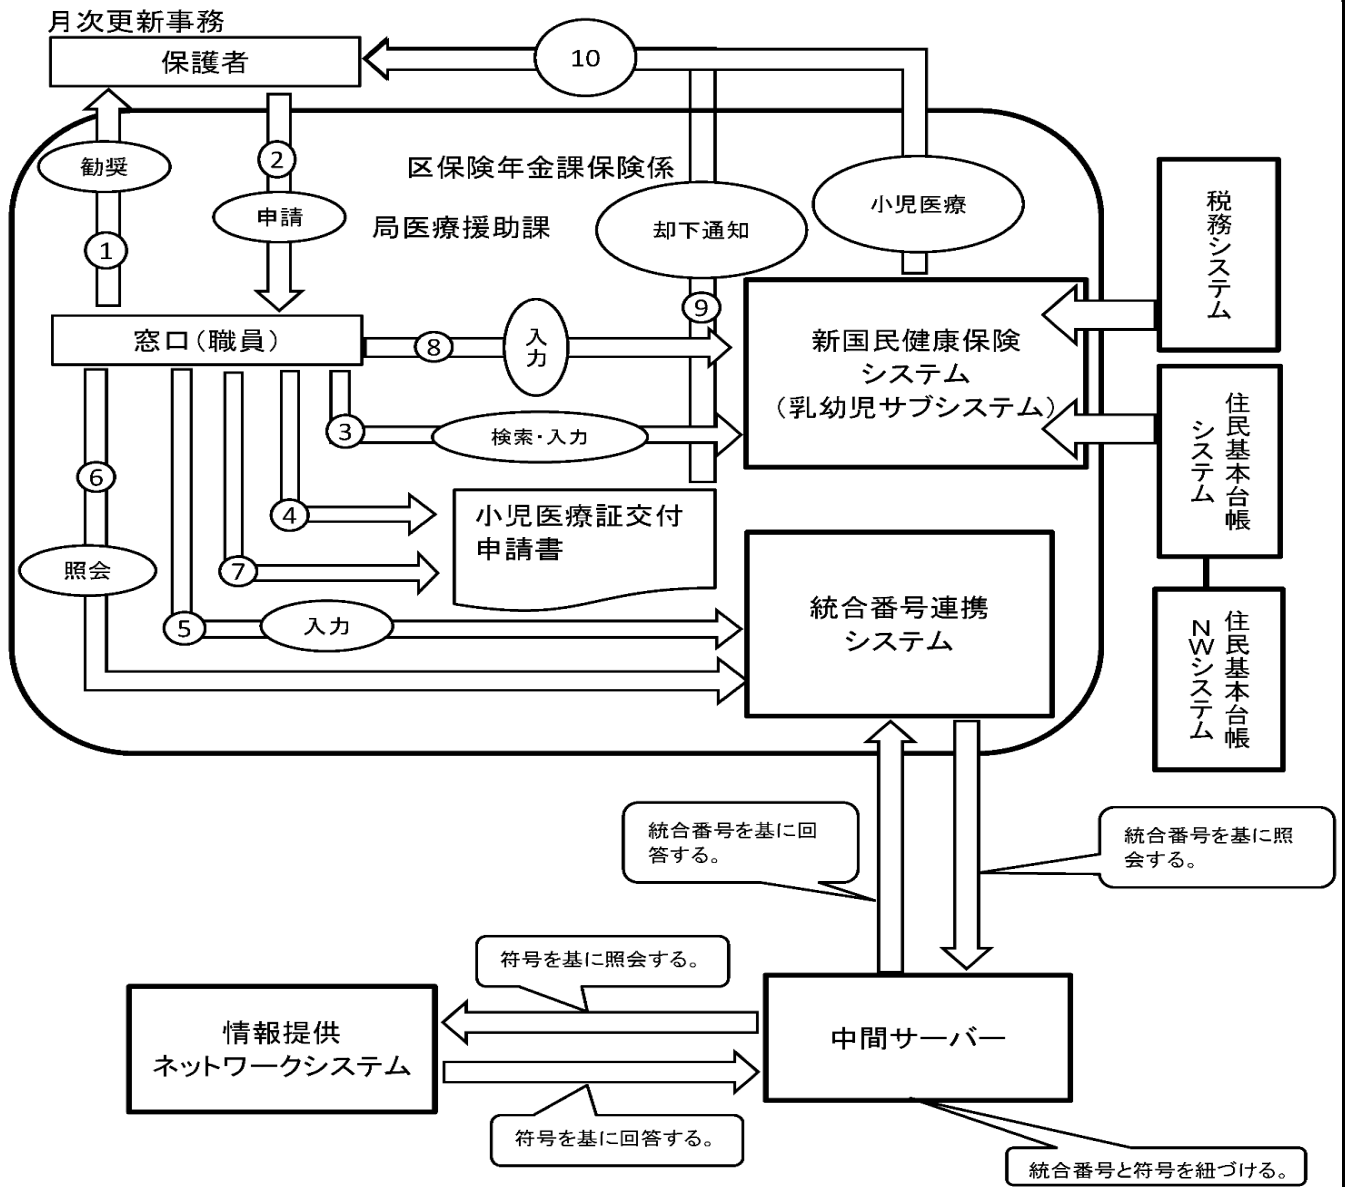 月次更新事務
保護者
10
勧奨
2
区保険年金課保険係
小児医療
申請
局医療援助課
却下通知
1
税務システム
9
窓口（職員）
8
入力
新国民健康保険
システム
（乳幼児サブシステム）
3
検索・入力
住民基本台帳
システム
6
4
小児医療証交付
申請書
7
照会
5
入力
統合番号連携
システム
住民基本台帳
NWシステム
統合番号を基に回
答する。
統合番号を基に照
会する。
符号を基に照会する。
情報提供
ネットワークシステム
中間サーバー
符号を基に回答する。
統合番号と符号を紐づける。